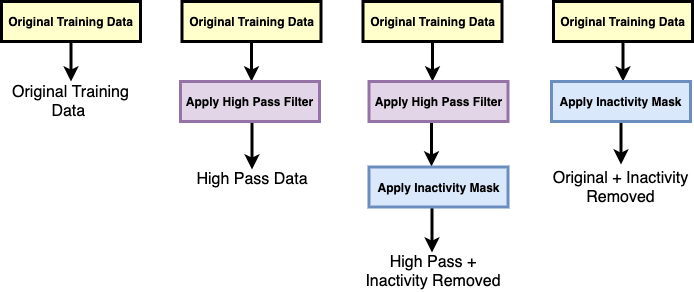 Original Training Data
Original Training Data
Original Training Data
Original Training Data
Original Training
Data
Apply High Pass Filter
High Pass Data
Apply High Pass Filter
Apply Inactivity Mask
High Pass +
Inactivity Removed
Apply Inactivity Mask
Original + Inactivity
Removed